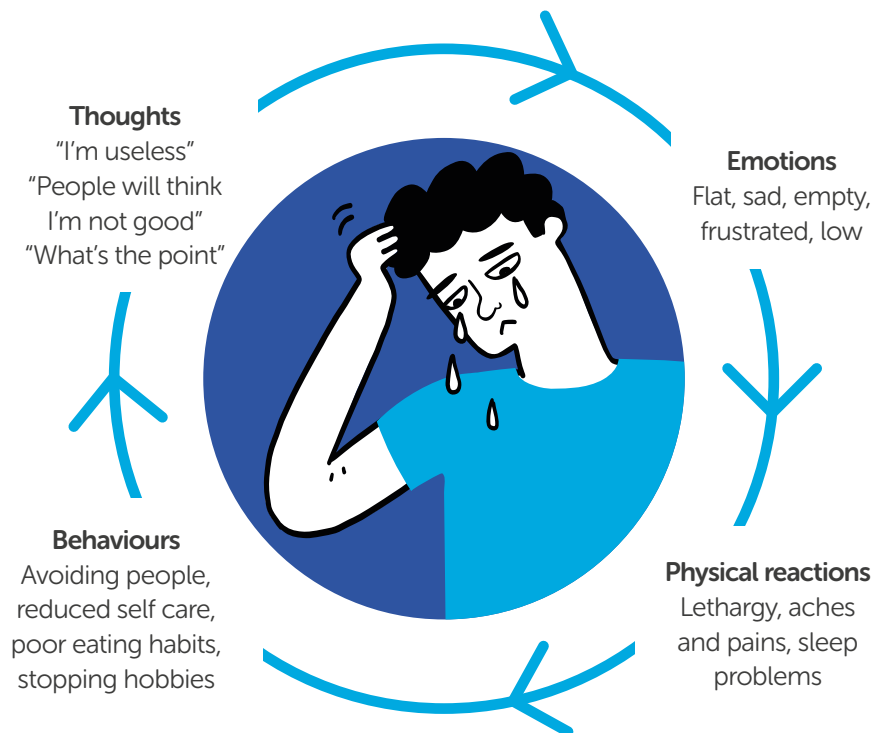 Thoughts
“I’m useless”
“People will think
I’m not good”
“What’s the point”
Emotions
Flat, sad, empty,
frustrated, low
Physical reactions
Lethargy, aches
and pains, sleep
problems
Behaviours
Avoiding people,
reduced self care,
poor eating habits,
stopping hobbies